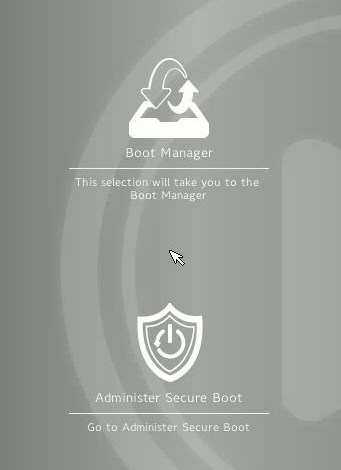 Boot Manager
This selection will take you to the
Boot Manager
Administer Secure Boot
Go to Administer Secure Boot